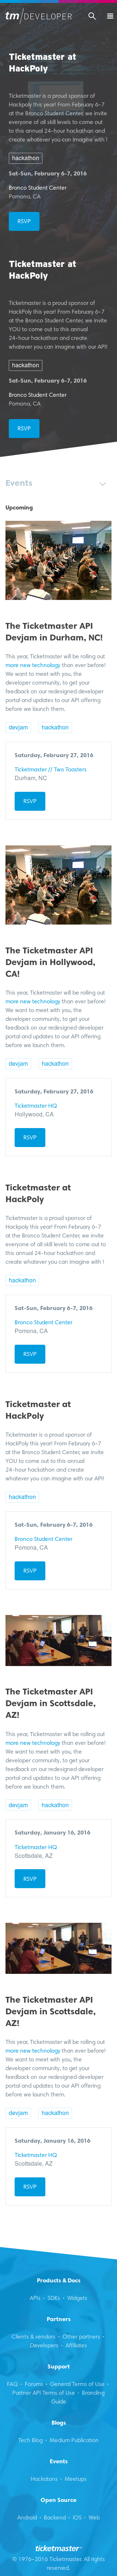 tm/DEVELOPER
Ticketmaster at
HackPoly
Ticketmaster is a proud sponsor of
Hackpoly this year! From February 6-7
at the Bronco Student Center, we invite
everyone of all skill levels to come out
to this annual 24-hour hackathon and
create whatever you can imagine with !
hackathon
Sat-Sun, February 6-7, 2016
Bronco Student Center
Pomona, CA
RSVP
Ticketmaster at
HackPoly
Ticketmaster is a proud sponsor of
HackPoly this year! From February 6-7
at the Bronco Student Center, we invite
YOU to come out to this annual
24-hour hackathon and create
whatever you can imagine with our API!
hackathon
Sat-Sun, February 6-7, 2016
Bronco Student Center
Pomona, CA
RSVP
Events
Upcoming
The Ticketmaster API
Devjam in Durham, NC!
This year, Ticketmaster will be rolling out
more new technology than ever before!
Want to meet with you, the
developer community, to get your
feedback on our redesigned developer
portal and updates to our API offering
before we launch them.
devjam hackathon
Saturday, February 27, 2016
Ticketmaster // Two Toasters
Durham, NC
RSVP
The Ticketmaster API
Devjam in Hollywood,
CA!
This year, Ticketmaster will be rolling out
more new technology than ever before!
Want to meet you, the
developer community, to get your
feedback on our redesigned developer
portal and updates to our API offering
before we launch them.
devjam hackathon
Saturday, February 27, 2016
Ticketmaster HQ
Hollywood, CA
RSVP
Ticketmaster at
HackPoly
Ticketmaster is a proud sponsor of
Hackpoly this year! From February 6-7
at the Bronco Student Center, we invite
everyone of all skill levels to come out to
this annual 24-hour hackathon and create
whatever you can imagine with !
hackathon
Sat-Sun, February 6-7, 2016
Bronco Student Center
Pomona, CA
RSVP
Ticketmaster at
HackPoly
Ticketmaster is a proud sponsor of
HackPoly this year! From February 6-7
at the Bronco Student Center, we invite
YOU to come out to this annual
24-hour hackathon and create
whatever you can imagine with our API!
hackathon
Sat-Sun, February 6-7, 2016
Bronco Student Center
Pomona, CA
RSVP
The Ticketmaster API
Devjam in Scottsdale,
AZ!
This year, Ticketmaster will be rolling out
more new technology than ever before!
Want to meet you, the
developer community, to get your
feedback on our redesigned developer
portal and updates to our API offering
before we launch them.
devjam hackathon
Saturday, January 16, 2016
Ticketmaster HQ
Scottsdale, AZ
RSVP
The Ticketmaster API
Devjam in Scottsdale,
AZ!
This year, Ticketmaster will be rolling out
more new technology than ever before!
Want to meet with you, the
developer community, to get your
feedback on our redesigned developer
portal and updates to our API offering
before we launch them.
devjam hackathon
Saturday, January 16, 2016
Ticketmaster HQ
Scottsdale, AZ
RSVP
Products & Docs
APIs · SDKs · Widgets
Partners
Clients & vendors · Other partners ·
Developers · Affiliates
Support
FAQ · Forums · General Terms of Use ·
Partner API Terms of Use · Branding
Guide
Blogs
Tech Blog · Medium Publication
Events
Hackatons · Meetups
Open Source
Android · Backend · iOS · Web
ticketmaster
© 1976-2016 Ticketmaster. All rights
reserved.